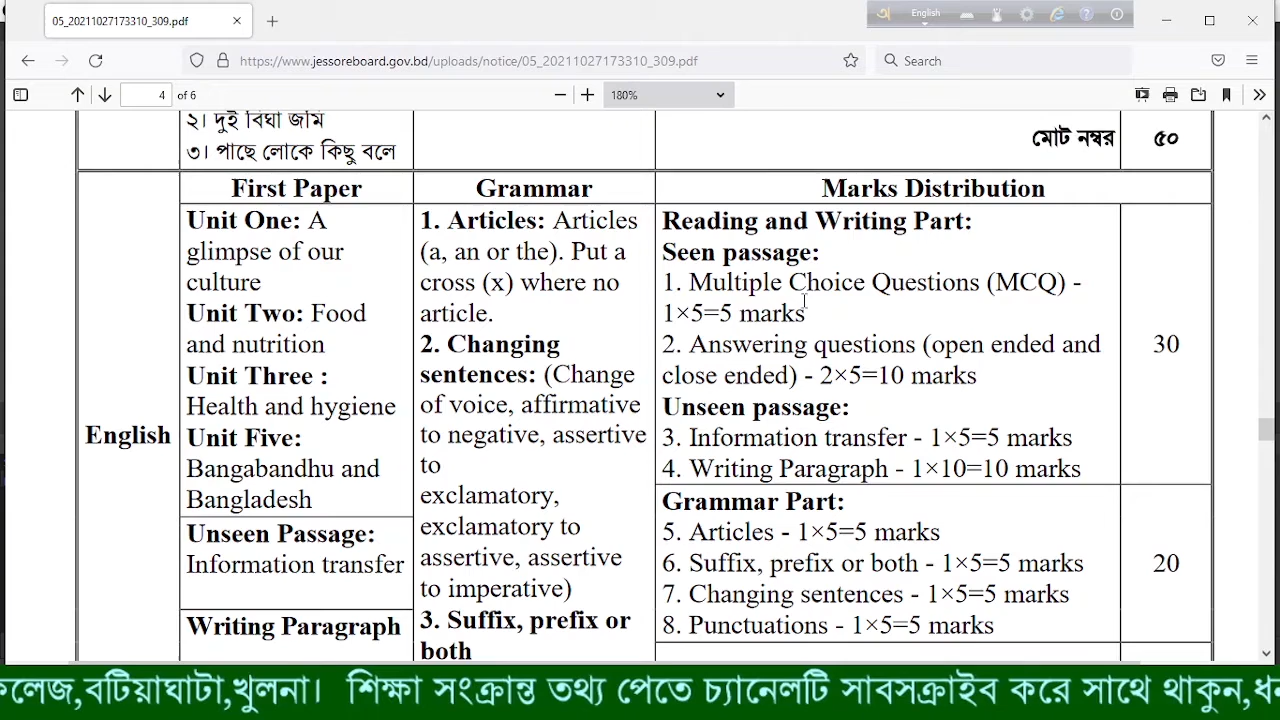 05_20211027173310_309.pdf
English
https://www.jessoreboard.gov.bd/uploads/notice/05_20211027173310_309.pdf
Search
4 of 6
180%
২। দুই বিঘা জমি
৩। পাছে লোকে কিছু বলে
মোট নম্বর ৫০
English
First Paper
Unit One: A
glimpse of our
culture
Unit Two: Food
and nutrition
Unit Three :
Health and hygiene
Unit Five:
Bangabandhu and
Bangladesh
Unseen Passage:
Information transfer
Writing Paragraph
Grammar
1. Articles: Articles
(a, an or the). Put a
cross (x) where no
article.
2. Changing
sentences: (Change
of voice, affirmative
to negative, assertive
to
exclamatory,
exclamatory to
assertive, assertive
to imperative)
3. Suffix, prefix or
both
Marks Distribution
Reading and Writing Part:
Seen passage:
1. Multiple Choice Questions (MCQ) -
1×5=5 marks
2. Answering questions (open ended and
close ended) - 2×5=10 marks
Unseen passage:
3. Information transfer - 1×5=5 marks
4. Writing Paragraph - 1×10=10 marks
30
Grammar Part:
5. Articles - 1×5=5 marks
6. Suffix, prefix or both - 1×5=5 marks
7. Changing sentences - 1×5=5 marks
8. Punctuations - 1×5=5 marks
20
লেজ,বটিয়াঘাটা,খুলনা। শিক্ষা সংক্রান্ত তথ্য পেতে চ্যানেলটি সাবসক্রাইব করে সাথে থাকুন,ধন